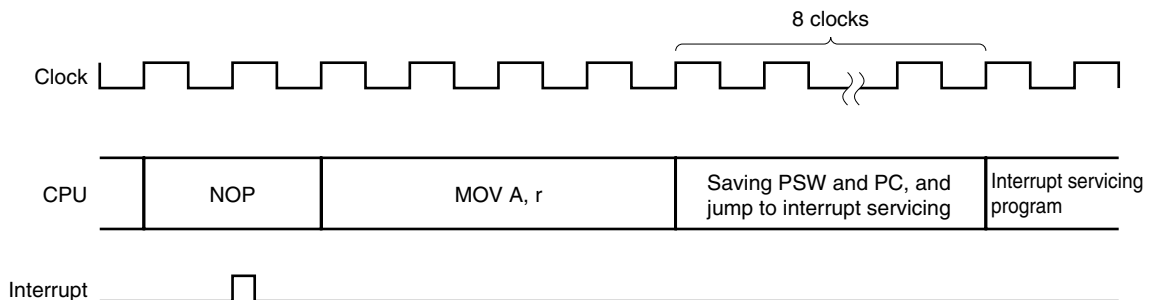 8 clocks
Clock
CPU
NOP
MOV A, r
Saving PSW and PC, and
jump to interrupt servicing
Interrupt servicing
program
Interrupt